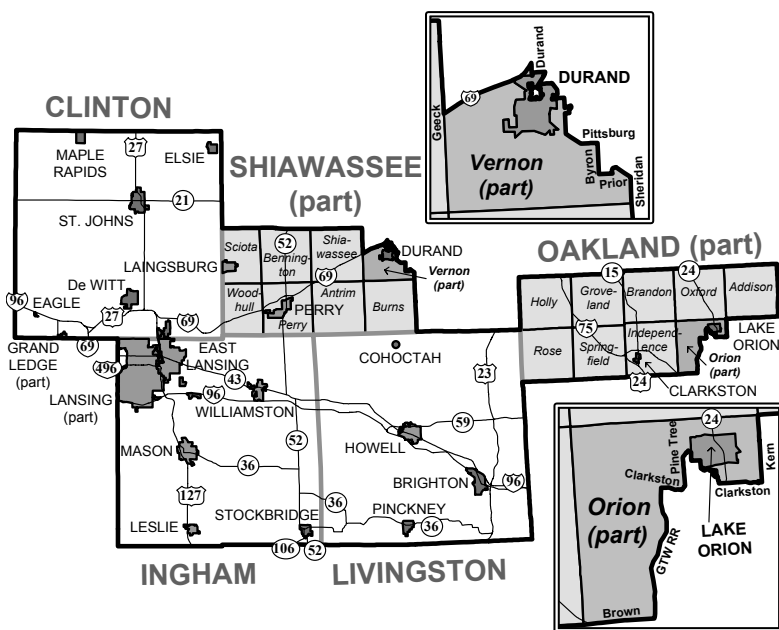 CLINTON
MAPLE
RAPIDS
27
ELSIE
21
ST. JOHNS
De WITT
96
EAGLE
27
69
69
GRAND
LEDGE
(part)
SHIAWASSEE
(part)
Sciota
52
Benning-
ton
Shia-
wassee
LAINGSBURG
69
DURAND
Vernon
(part)
Wood-
hull
PERRY
Perry
Antrim
Burns
Durand
DURAND
69
Geeck
Pittsburg
Vernon
(part)
Byron
Prior
Sheridan
OAKLAND (part)
15
24
Holly
Grove-
land
Brandon
Oxford
Addison
75
Rose
Spring-
field
Independ-
ence
Orion
(part)
LAKE
ORION
24
CLARKSTON
EAST
LANSING
496
LANSING
(part)
43
96
WILLIAMSTON
MASON
36
52
127
LESLIE
STOCKBRIDGE
106
52
INGHAM
COHOCTAH
23
59
HOWELL
BRIGHTON
96
36
PINCKNEY
36
LIVINGSTON
24
Pine Tree
Kern
Clarkston
Clarkston
Orion
(part)
GTW RR
LAKE
ORION
Brown